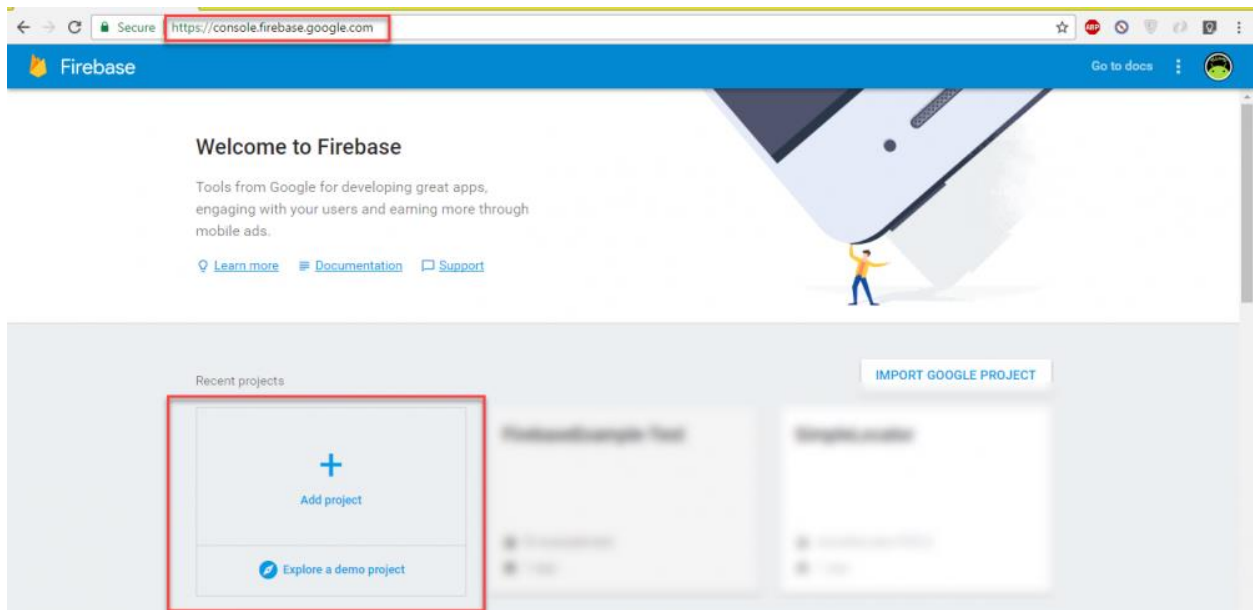 Secure
https://console.firebase.google.com
ABP
Firebase
Go to docs
Welcome to Firebase
Tools from Google for developing great apps,
engaging with your users and earning more through
mobile ads.
Learn more Documentation Support
Recent projects
IMPORT GOOGLE PROJECT
Add project
Explore a demo project